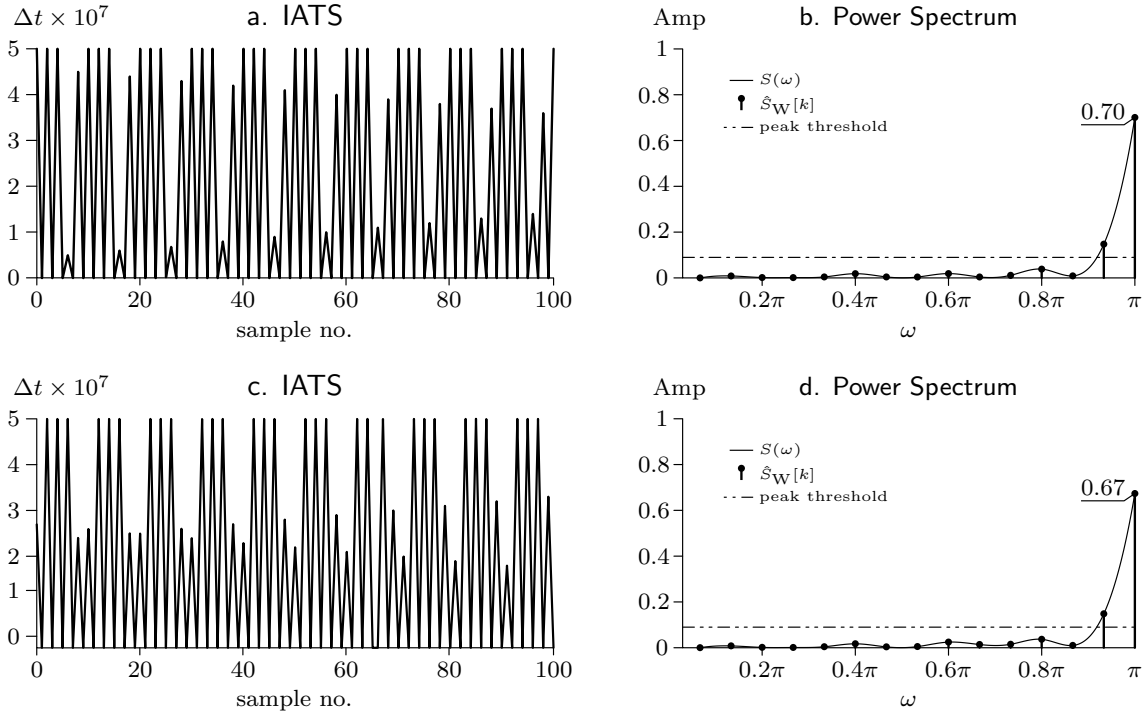 a. IATS
Δt × 10⁷
5
4
3
2
1
0
0 20 40 60 80 100
sample no.
b. Power Spectrum
Amp
1
0.8
0.6
0.4
0.2
0
S(ω)
Ŝ_W[k]
peak threshold
0.70
0.2π 0.4π 0.6π 0.8π π
ω
c. IATS
Δt × 10⁷
5
4
3
2
1
0
0 20 40 60 80 100
sample no.
d. Power Spectrum
Amp
1
0.8
0.6
0.4
0.2
0
S(ω)
Ŝ_W[k]
peak threshold
0.67
0.2π 0.4π 0.6π 0.8π π
ω